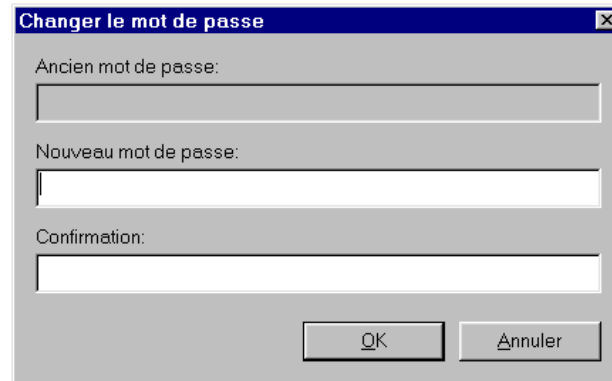 Changer le mot de passe
Ancien mot de passe:
Nouveau mot de passe:
Confirmation:
OK
Annuler